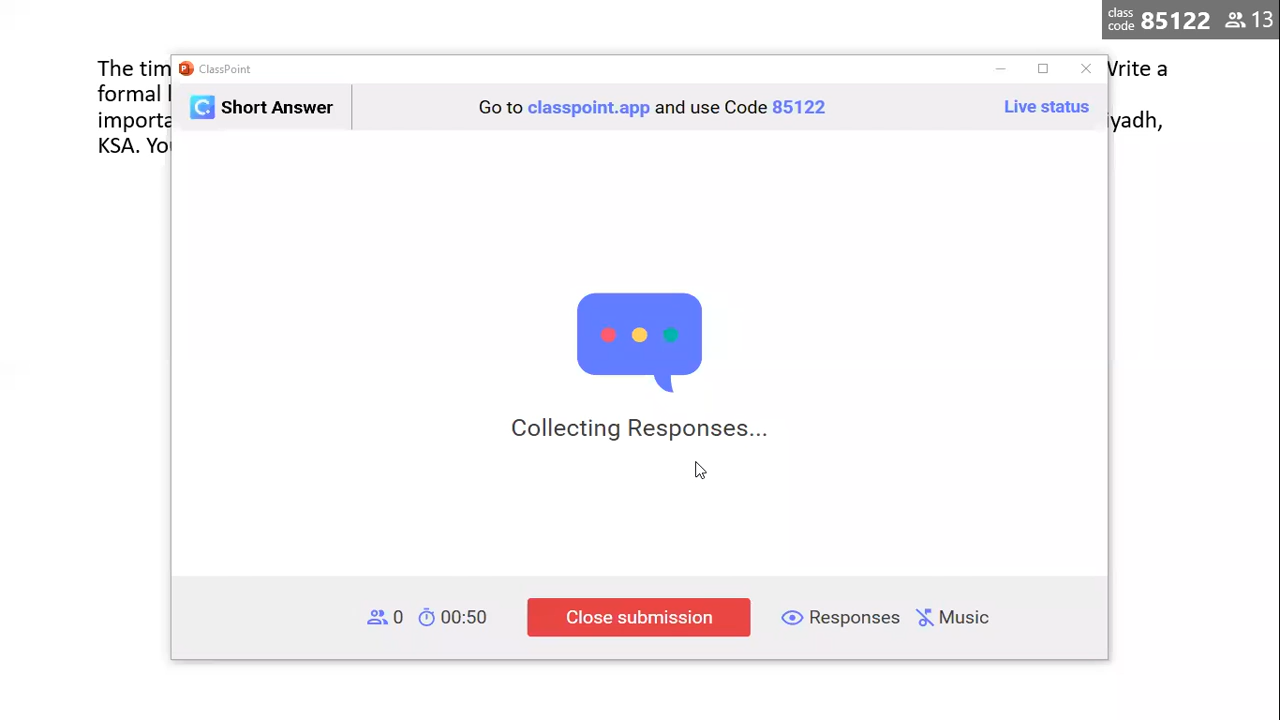 class
code 85122 13
The tim
Write a
formal
importa
iyadh,
KSA. Yo
ClassPoint
Short Answer
Go to classpoint.app and use Code 85122
Live status
Collecting Responses...
0 00:50
Close submission
Responses
Music